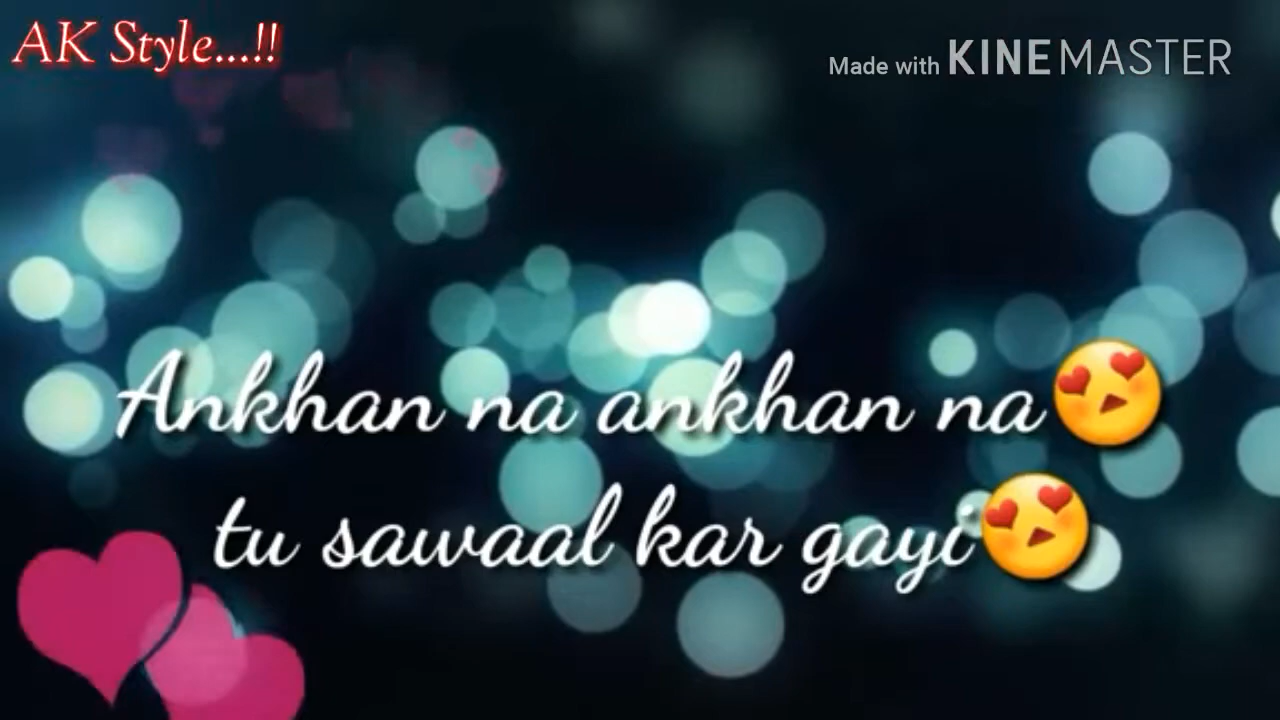 AK Style...!!
Made with KINEMASTER
Ankhan na ankhan na😍
tu sawaal kar gayi😍